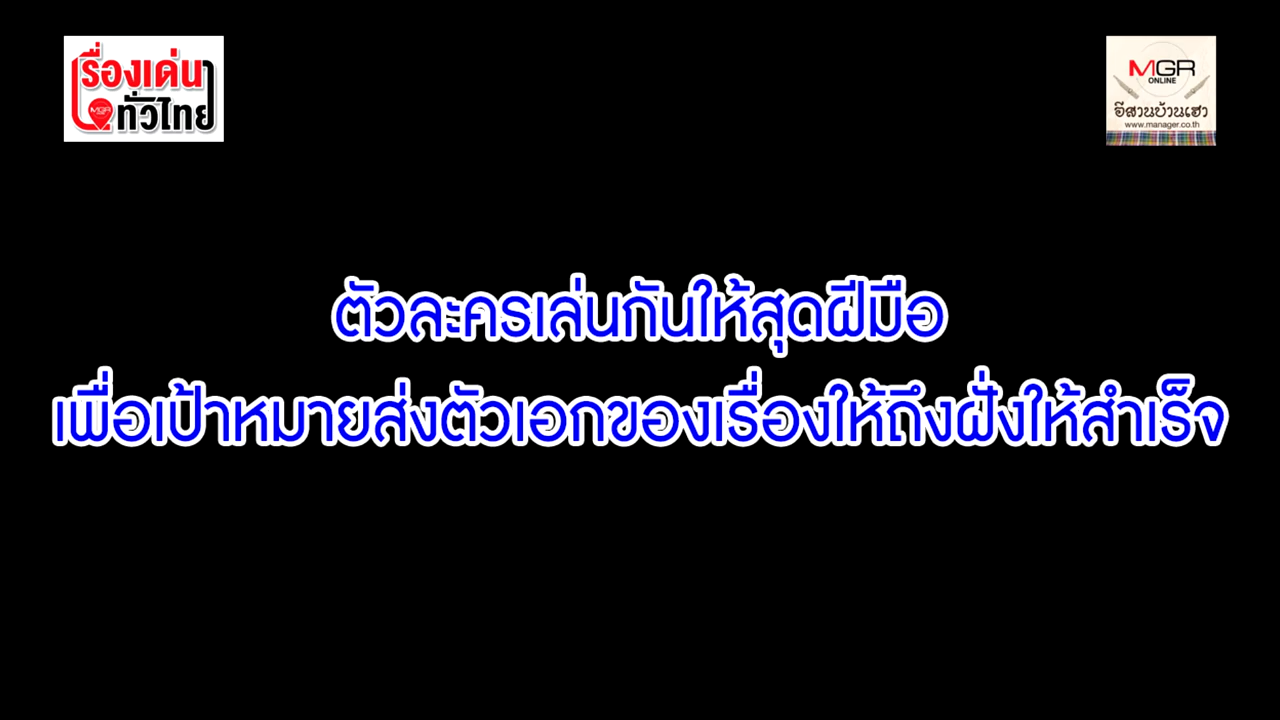 เรื่องเด่น
MGR
ทั่วไทย
MGR
ONLINE
อีสานบ้านเฮา
www.manager.co.th
ตัวละครเล่นกันให้สุดฝีมือ
เพื่อเป้าหมายส่งตัวเอกของเรื่องให้ถึงฝั่งให้สำเร็จ